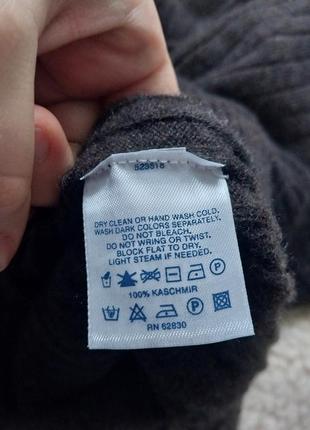 523518
DRY CLEAN OR HAND WASH COLD.
WASH DARK COLORS SEPARATELY.
DO NOT BLEACH.
DO NOT WRING OR TWIST.
BLOCK FLAT TO DRY.
LIGHT STEAM IF NEEDED.
100% KASCHMIR
RN 62830